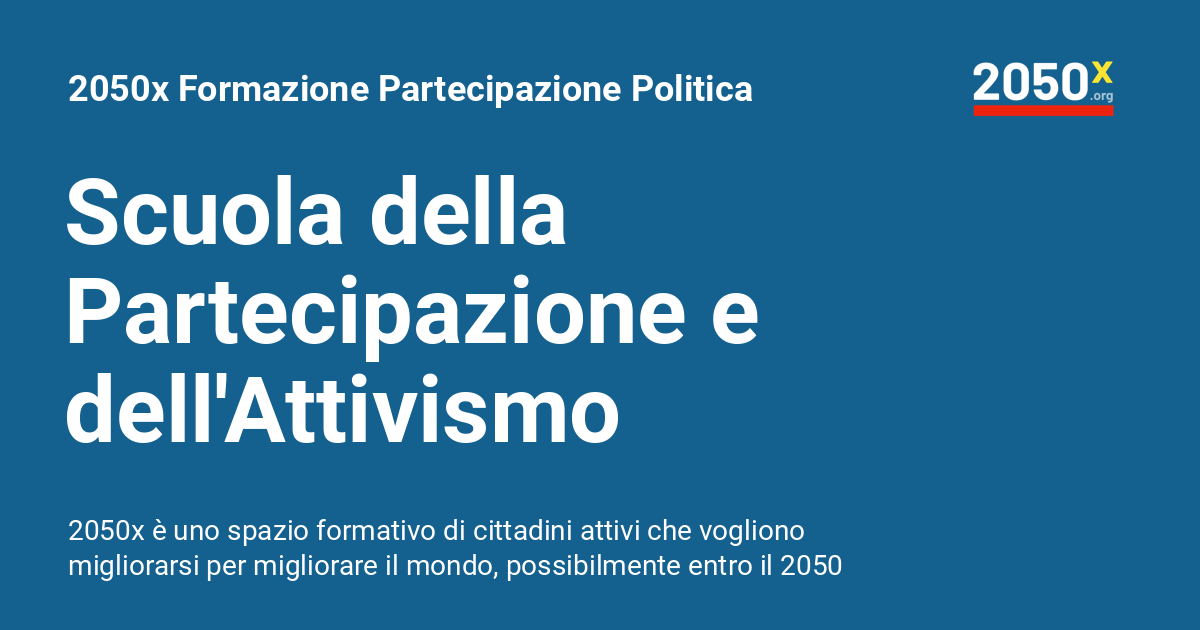 2050x Formazione Partecipazione Politica
2050x
.org
Scuola della
Partecipazione e
dell'Attivismo
2050x è uno spazio formativo di cittadini attivi che vogliono
migliorarsi per migliorare il mondo, possibilmente entro il 2050